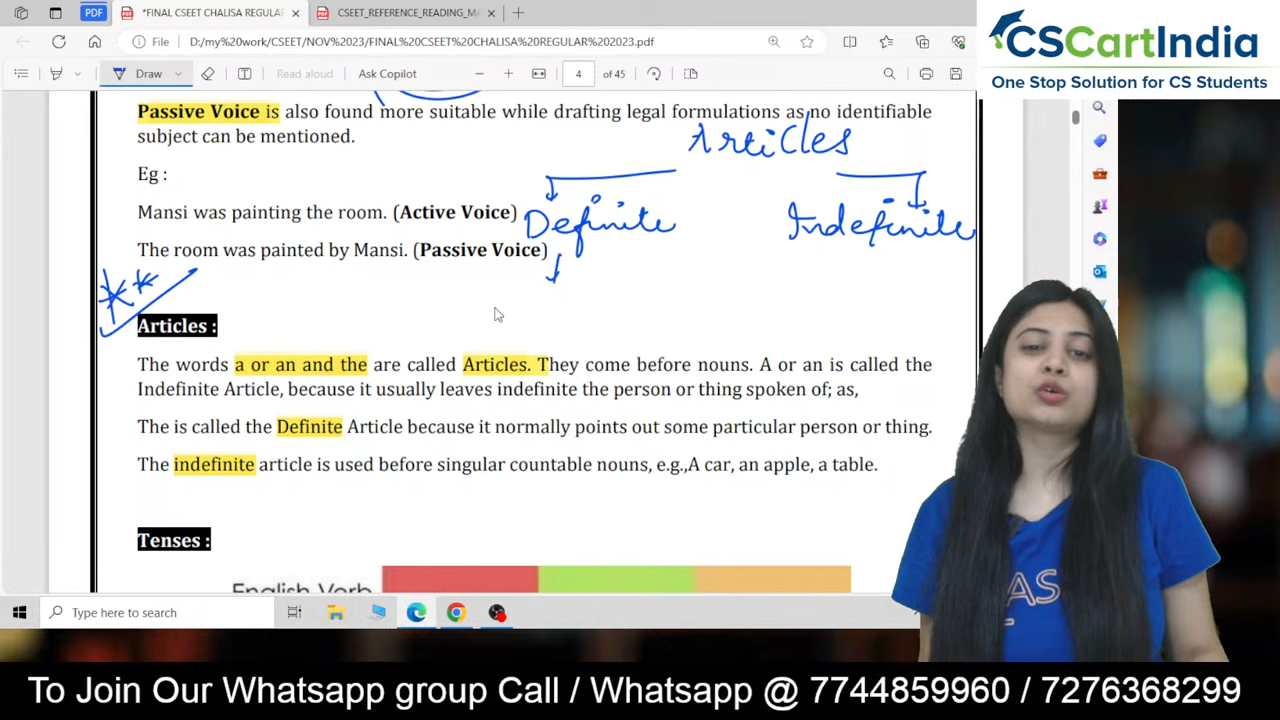 PDF
*FINAL CSEET CHALISA REGULAR
CSEET_REFERENCE_READING_MA
File
D:/my%20work/CSEET/NOV%2023/FINAL%20CSEET%20CHALISA%20REGULAR%202023.pdf
Draw
Read aloud
Ask Copilot
4
of 45
CSCartIndia
One Stop Solution for CS Students
Passive Voice is also found more suitable while drafting legal formulations as no identifiable
subject can be mentioned.
Articles
Eg :
Mansi was painting the room. (Active Voice)
Definite
Indefinite
The room was painted by Mansi. (Passive Voice)
Articles :
The words a or an and the are called Articles. They come before nouns. A or an is called the
Indefinite Article, because it usually leaves indefinite the person or thing spoken of; as,
The is called the Definite Article because it normally points out some particular person or thing.
The indefinite article is used before singular countable nouns, e.g.,A car, an apple, a table.
Tenses :
English Verb
Type here to search
To Join Our Whatsapp group Call / Whatsapp @ 7744859960 / 7276368299